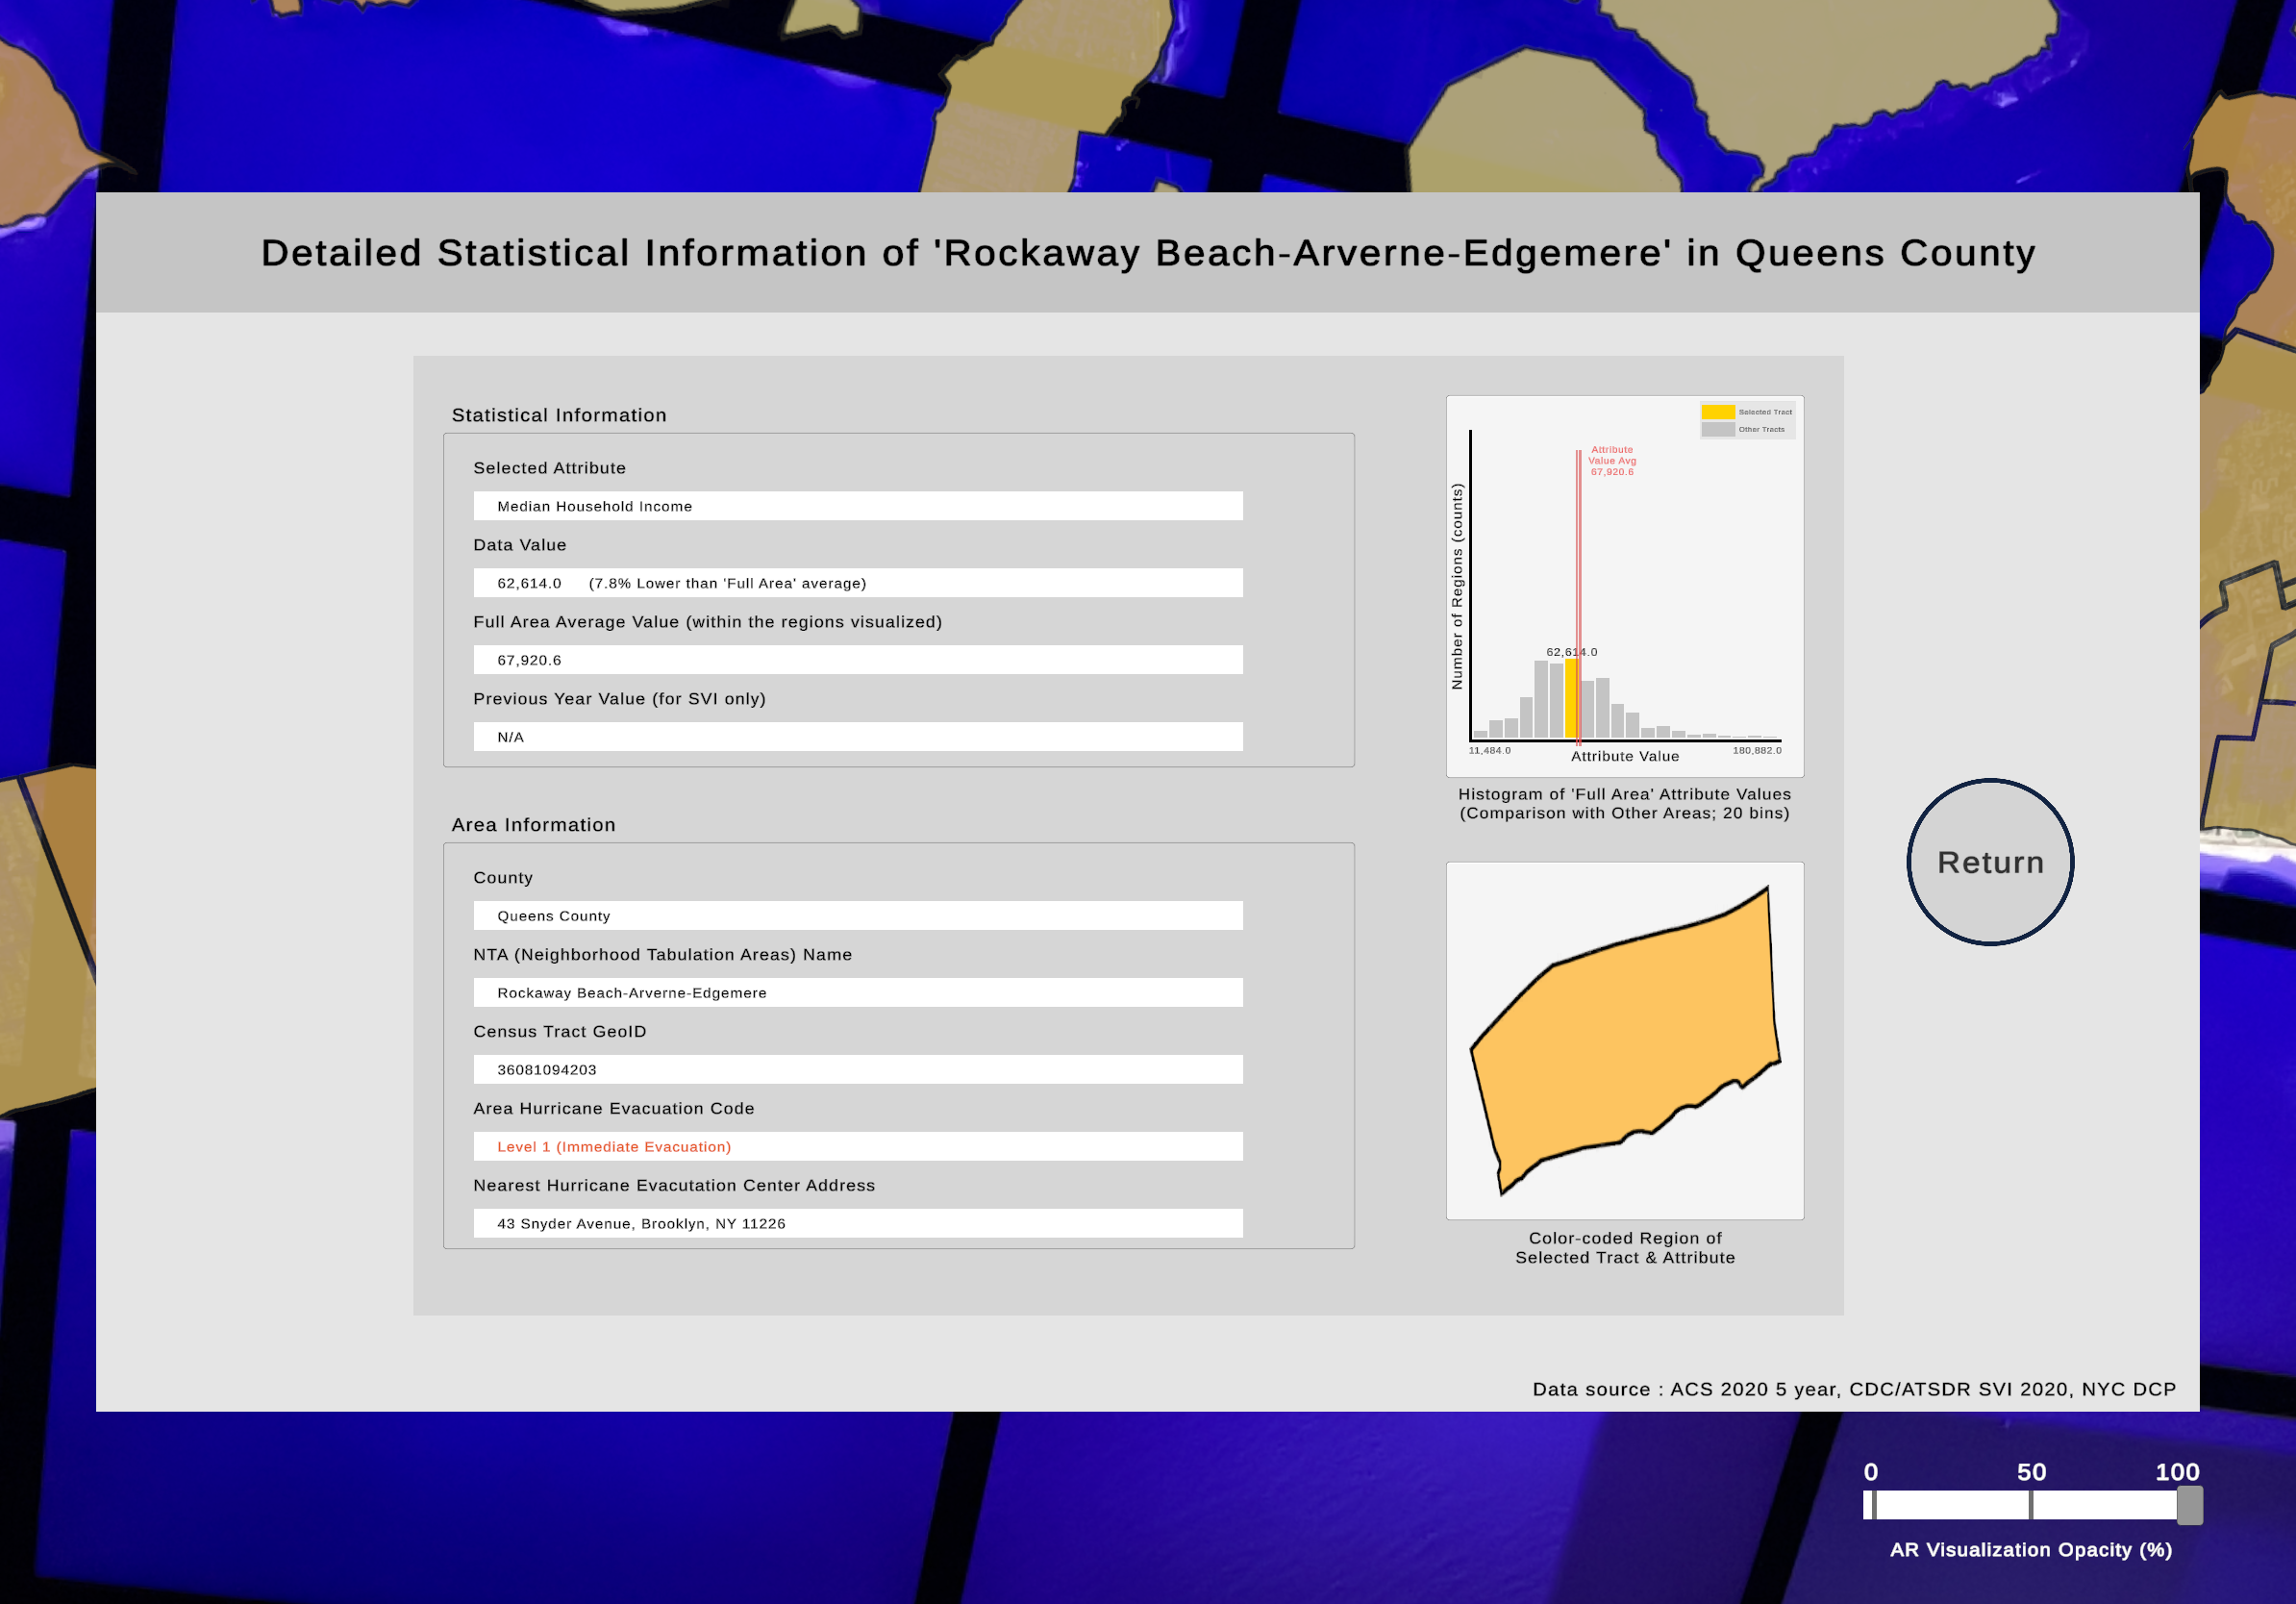 Detailed Statistical Information of 'Rockaway Beach-Arverne-Edgemere' in Queens County
Statistical Information
Selected Attribute
Median Household Income
Data Value
62,614.0 (7.8% Lower than 'Full Area' average)
Full Area Average Value (within the regions visualized)
67,920.6
Previous Year Value (for SVI only)
N/A
Area Information
County
Queens County
NTA (Neighborhood Tabulation Areas) Name
Rockaway Beach-Arverne-Edgemere
Census Tract GeoID
36081094203
Area Hurricane Evacuation Code
Level 1 (Immediate Evacuation)
Nearest Hurricane Evacutation Center Address
43 Snyder Avenue, Brooklyn, NY 11226
Selected Tract
Other Tracts
Attribute
Value Avg
67,920.6
Number of Regions (counts)
62,614.0
11,484.0
180,882.0
Attribute Value
Histogram of 'Full Area' Attribute Values
(Comparison with Other Areas; 20 bins)
Color-coded Region of
Selected Tract & Attribute
Return
Data source : ACS 2020 5 year, CDC/ATSDR SVI 2020, NYC DCP
0 50 100
AR Visualization Opacity (%)